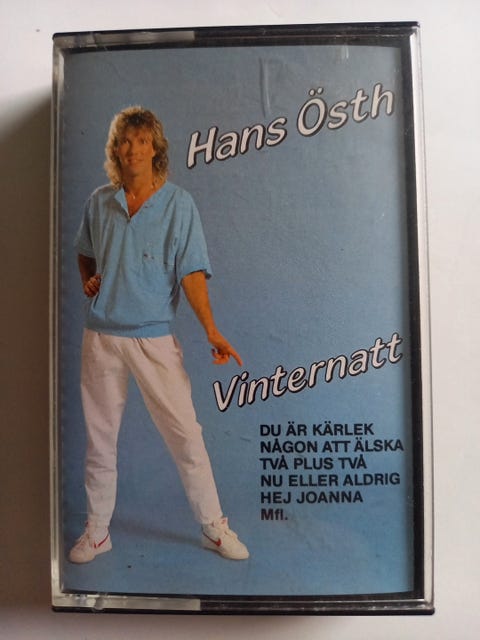 Hans Östh
Vinternatt
DU ÄR KÄRLEK
NÅGON ATT ÄLSKA
TVÅ PLUS TVÅ
NU ELLER ALDRIG
HEJ JOANNA
Mfl.